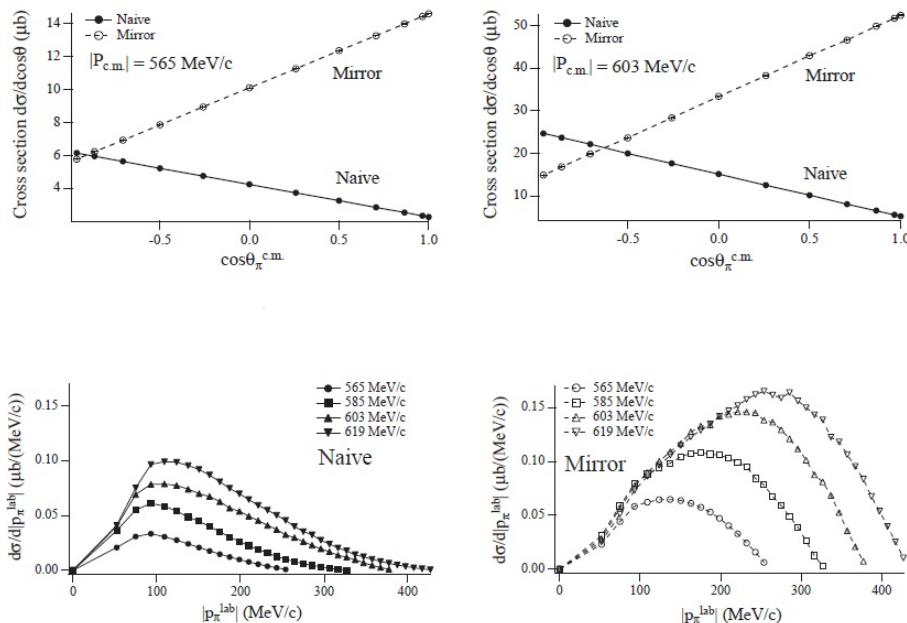 Cross section dσ/dcosθ (μb)
14
12
10
8
6
4
Naive
Mirror
|Pc.m.| = 565 MeV/c
Mirror
Naive
-0.5
0.0
0.5
1.0
cosθπc.m.
Cross section dσ/dcosθ (μb)
50
40
30
20
10
Naive
Mirror
|Pc.m.| = 603 MeV/c
Mirror
Naive
-0.5
0.0
0.5
1.0
cosθπc.m.
dσ/d|pπlab| (μb/(MeV/c))
0.15
0.10
0.05
0.00
565 MeV/c
585 MeV/c
603 MeV/c
619 MeV/c
Naive
0
100
200
300
400
|pπlab| (MeV/c)
dσ/d|pπlab| (μb/(MeV/c))
0.15
0.10
0.05
0.00
565 MeV/c
585 MeV/c
603 MeV/c
619 MeV/c
Mirror
0
100
200
300
400
|pπlab| (MeV/c)